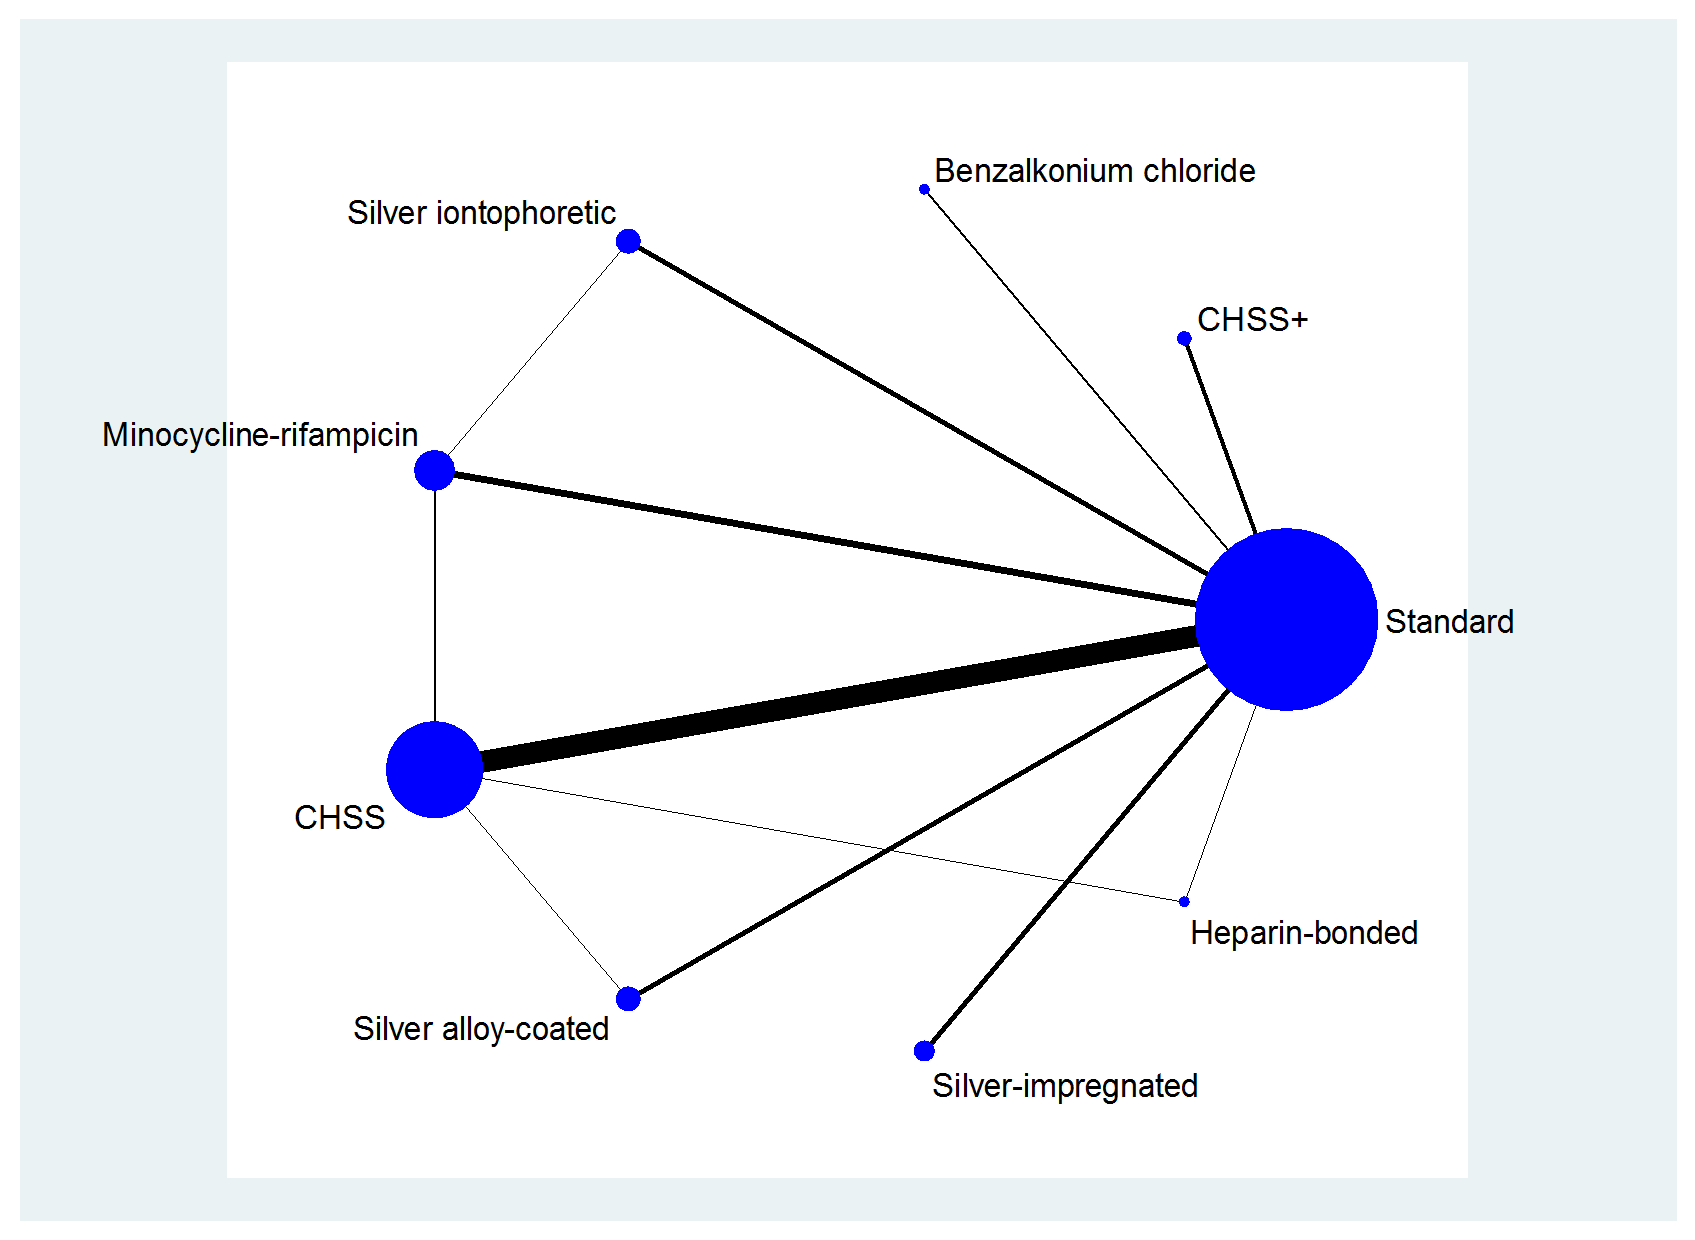 Benzalkonium chloride
Silver iontophoretic
CHSS+
Minocycline-rifampicin
Standard
CHSS
Heparin-bonded
Silver alloy-coated
Silver-impregnated